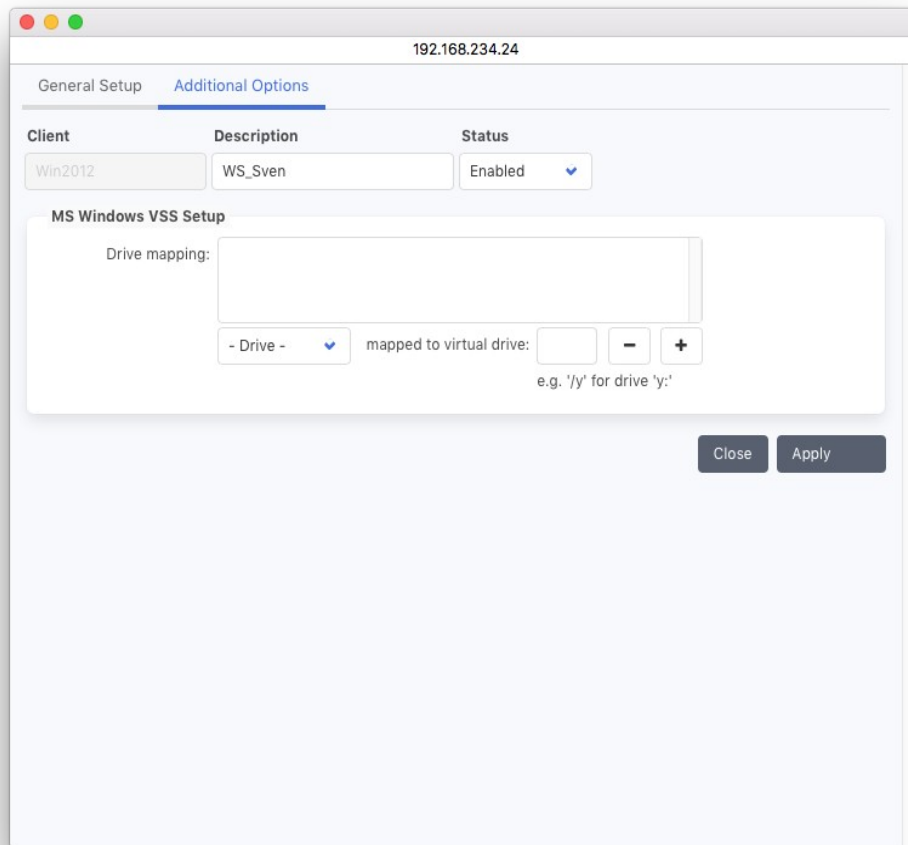 192.168.234.24
General Setup Additional Options
Client Description Status
Win2012 WS_Sven Enabled
MS Windows VSS Setup
Drive mapping:
- Drive - mapped to virtual drive: − +
e.g. '/y' for drive 'y:'
Close Apply